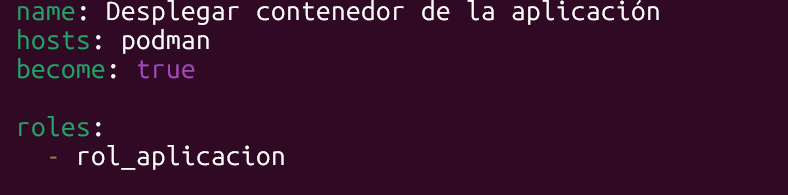 name: Desplegar contenedor de la aplicación
hosts: podman
become: true
roles:
- rol_aplicacion